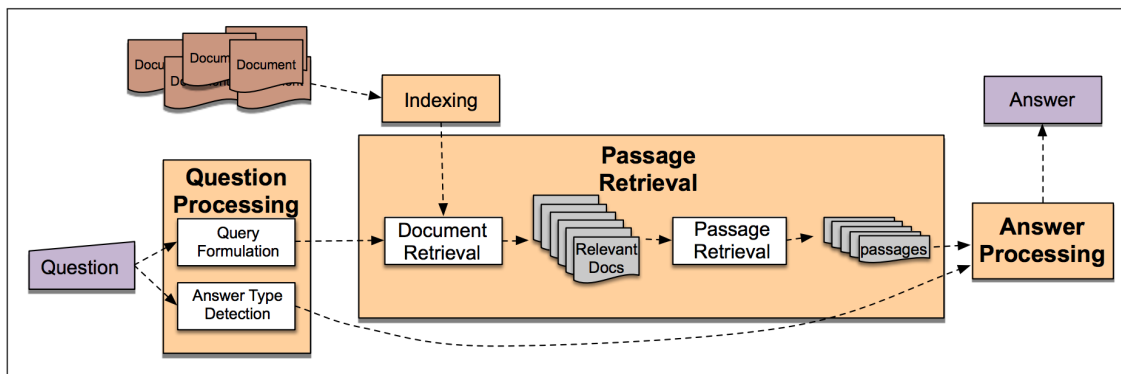 Document
Docu
Document
Indexing
Answer
Passage
Retrieval
Question
Processing
Query
Formulation
Document
Retrieval
Relevant
Docs
Passage
Retrieval
passages
Answer
Processing
Question
Answer Type
Detection